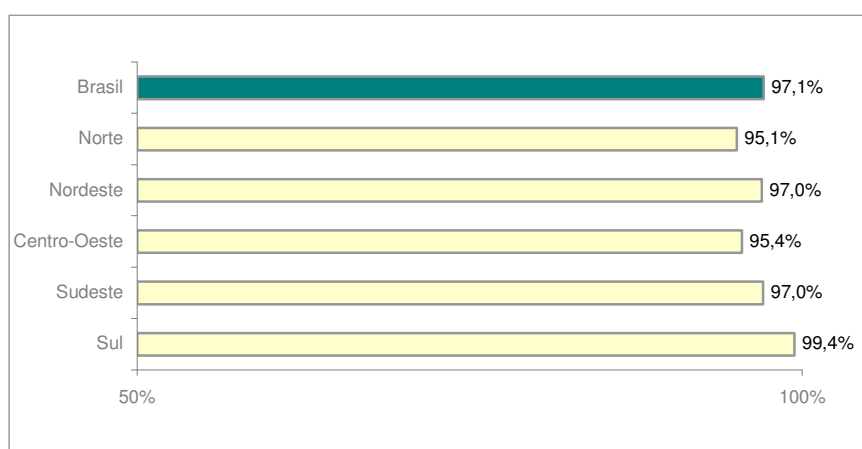 Brasil 97,1%
Norte 95,1%
Nordeste 97,0%
Centro-Oeste 95,4%
Sudeste 97,0%
Sul 99,4%
50% 100%